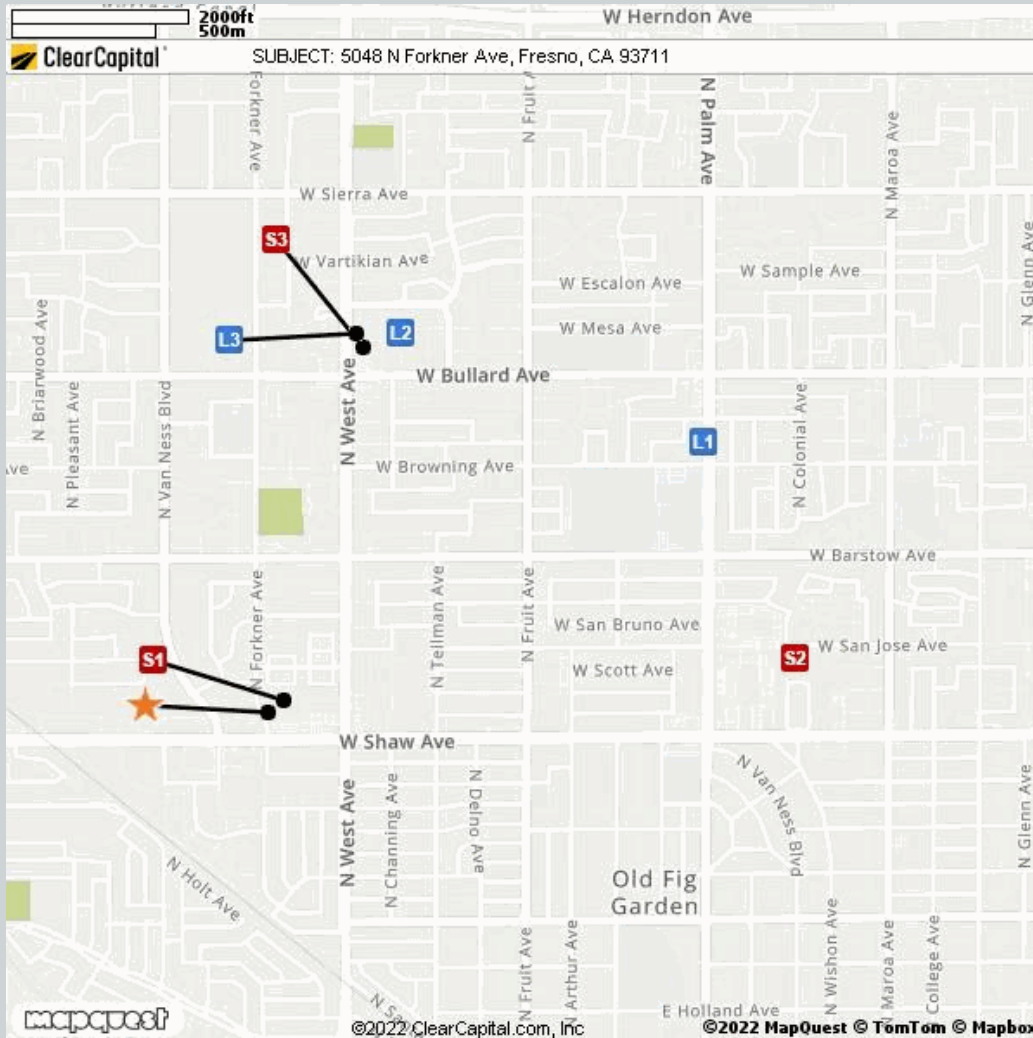 2000ft
500m
W Herndon Ave
ClearCapital
SUBJECT: 5048 N Forkner Ave, Fresno, CA 93711
Forkner Ave
N Fruit A
N Palm Ave
N Maroa Ave
W Sierra Ave
S3
W Vartikian Ave
W Escalon Ave
W Sample Ave
N Glenn Ave
L3
L2
W Mesa Ave
N Briarwood Ave
N Pleasant Ave
N Van Ness Blvd
N West Ave
W Bullard Ave
L1
N Colonial Ave
Ave
W Browning Ave
W Barstow Ave
N Forkner Ave
N Tellman Ave
N Fruit Ave
W San Bruno Ave
S1
W Scott Ave
S2
W San Jose Ave
W Shaw Ave
N West Ave
N Channing Ave
N Delno Ave
N Van Ness Blvd
N Glenn Ave
N Holt Ave
Old Fig
Garden
N Fruit Ave
N Arthur Ave
N Wishon Ave
N Maroa Ave
College Ave
E Holland Ave
mapquest
©2022 ClearCapital.com, Inc
©2022 MapQuest © TomTom © Mapbox